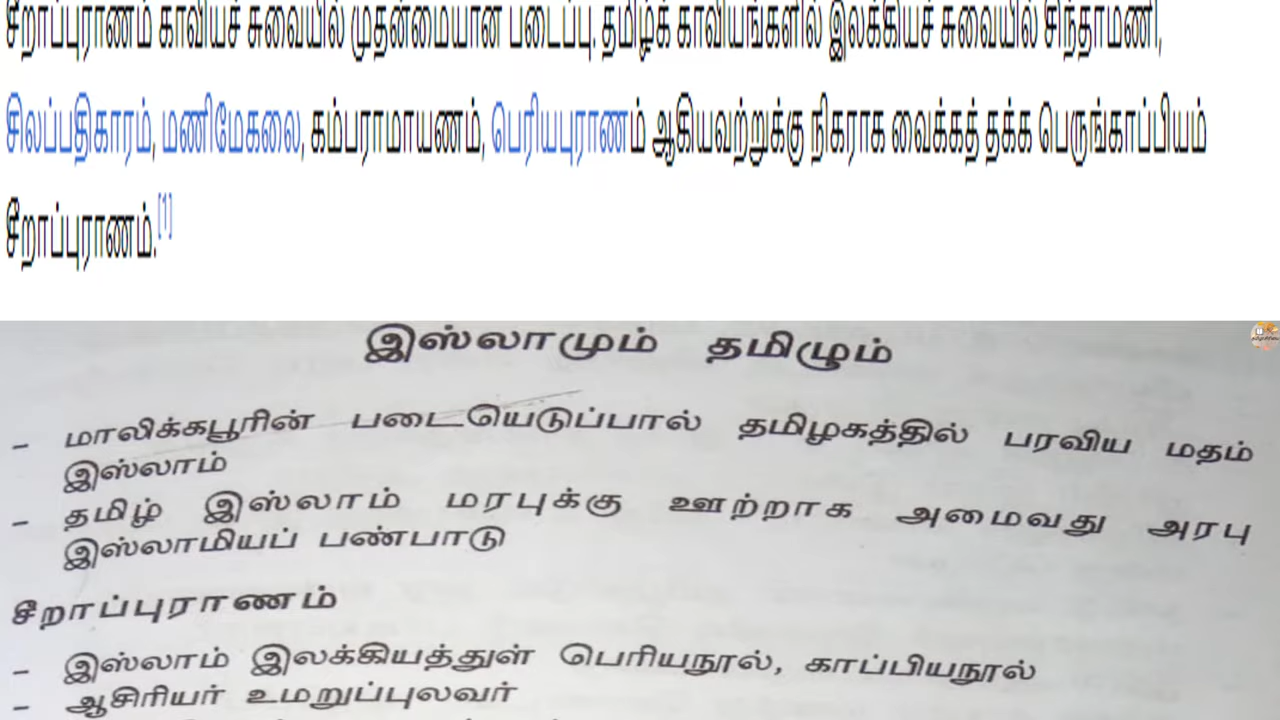 சீறாப்புராணம் காவியச் சுவையில் முதன்மையான படைப்பு. தமிழ்க் காவியங்களில் இலக்கியச் சுவையில் சிந்தாமணி,
சிலப்பதிகாரம், மணிமேகலை, கம்பராமாயணம், பெரியபுராணம் ஆகியவற்றுக்கு நிகராக வைக்கத் தக்க பெருங்காப்பியம்
சீறாப்புராணம்.[1]
இஸ்லாமும் தமிழும்
- மாலிக்கபூரின் படையெடுப்பால் தமிழகத்தில் பரவிய மதம்
இஸ்லாம்
- தமிழ் இஸ்லாம் மரபுக்கு ஊற்றாக அமைவது அரபு
இஸ்லாமியப் பண்பாடு
சீறாப்புராணம்
- இஸ்லாம் இலக்கியத்துள் பெரியநூல், காப்பியநூல்
- ஆசிரியர் உமறுப்புலவர்